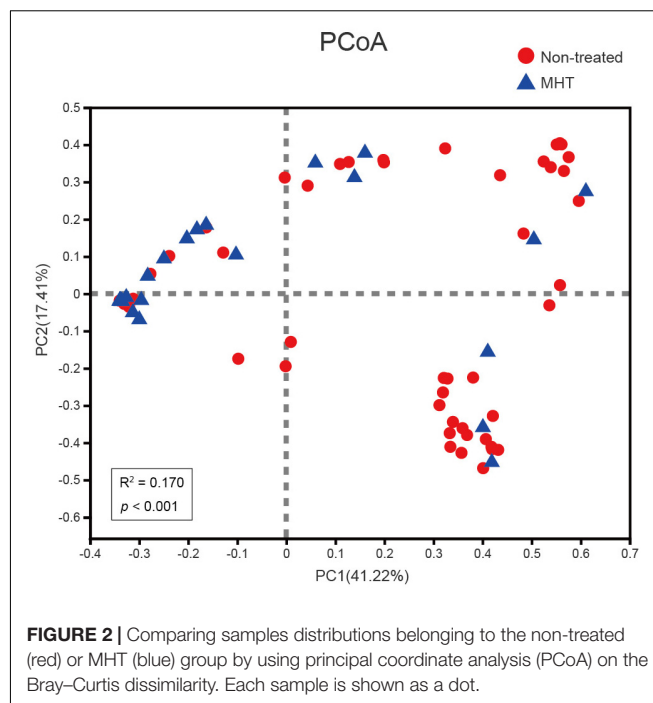 PCoA
Non-treated
MHT
0.5
0.4
0.3
0.2
0.1
0
-0.1
-0.2
-0.3
-0.4
-0.5
-0.6
PC2(17.41%)
R² = 0.170
p < 0.001
-0.4 -0.3 -0.2 -0.1 0 0.1 0.2 0.3 0.4 0.5 0.6 0.7
PC1(41.22%)
FIGURE 2 | Comparing samples distributions belonging to the non-treated
(red) or MHT (blue) group by using principal coordinate analysis (PCoA) on the
Bray–Curtis dissimilarity. Each sample is shown as a dot.